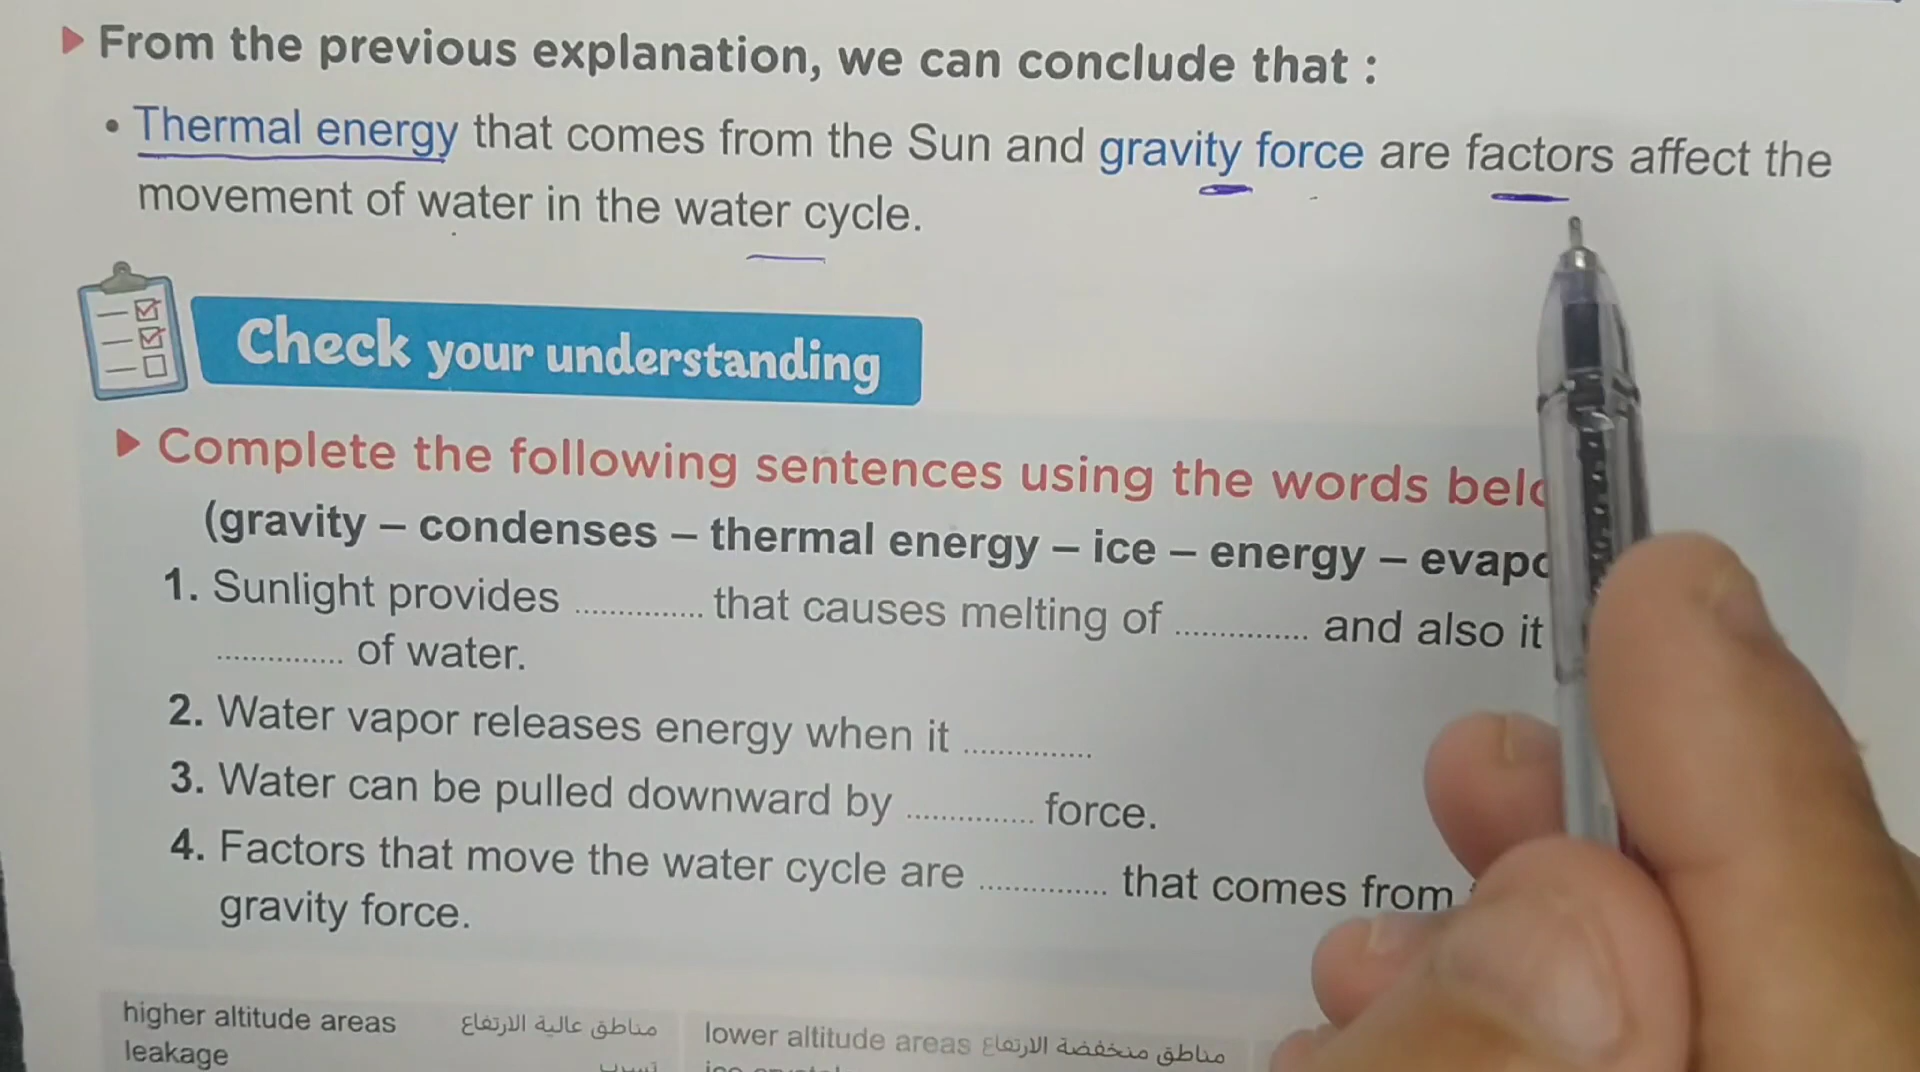 From the previous explanation, we can conclude that :
• Thermal energy that comes from the Sun and gravity force are factors affect the
movement of water in the water cycle.
Check your understanding
Complete the following sentences using the words
(gravity – condenses – thermal energy – ice – energy –
1. Sunlight provides ............... that causes melting of ............... and also it
............... of water.
2. Water vapor releases energy when it ...............
3. Water can be pulled downward by ............... force.
4. Factors that move the water cycle are ............... that comes from
gravity force.
higher altitude areas مناطق عالية الارتفاع
lower altitude areas مناطق منخفضة الارتفاع
leakage